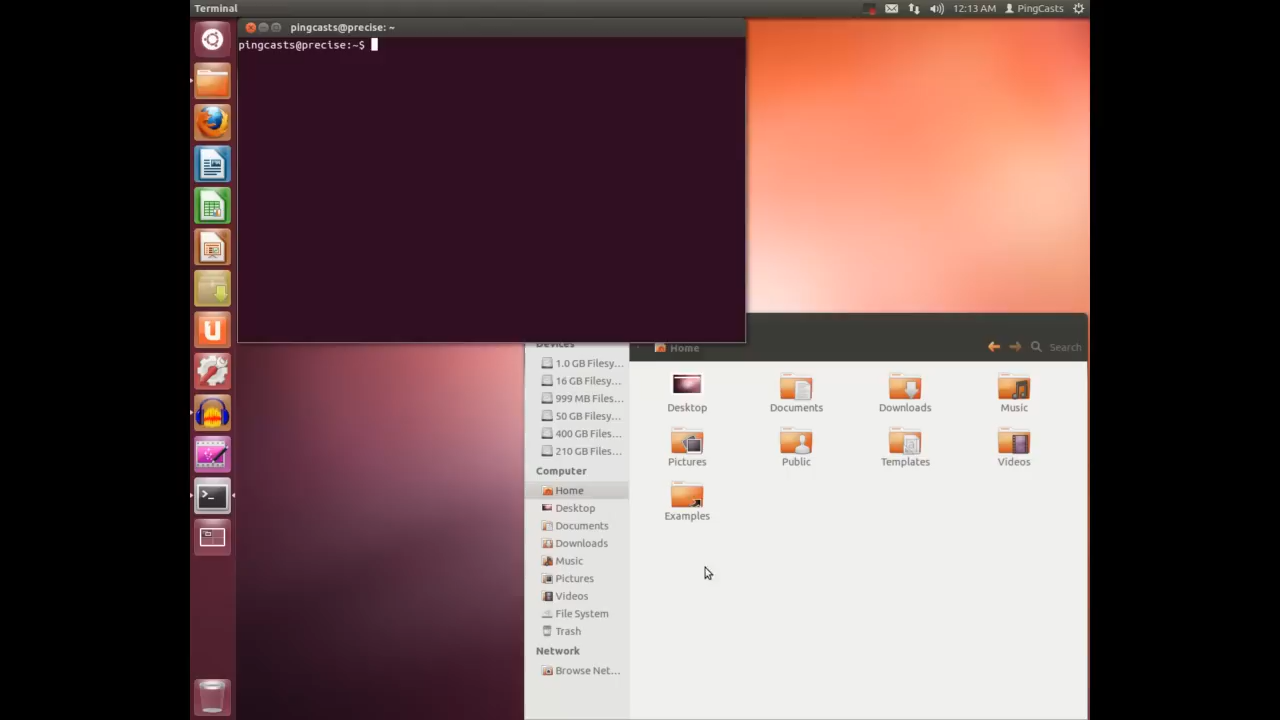 Terminal
12:13 AM
PingCasts
pingcasts@precise: ~
pingcasts@precise:~$
Devices
1.0 GB Filesy...
16 GB Filesy...
999 MB Files...
50 GB Filesy...
400 GB Files...
210 GB Files...
Computer
Home
Desktop
Documents
Downloads
Music
Pictures
Videos
File System
Trash
Network
Browse Net...
Home
Search
Desktop
Documents
Downloads
Music
Pictures
Public
Templates
Videos
Examples